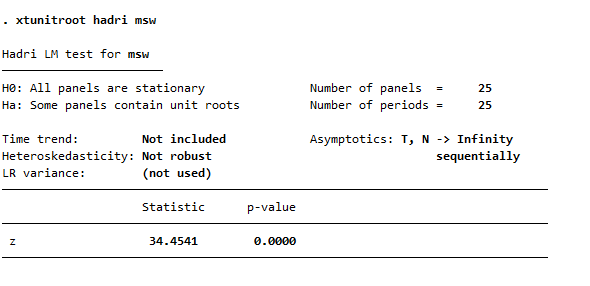 . xtunitroot hadri msw
Hadri LM test for msw
H0: All panels are stationary Number of panels = 25
Ha: Some panels contain unit roots Number of periods = 25
Time trend: Not included Asymptotics: T, N -> Infinity
Heteroskedasticity: Not robust sequentially
LR variance: (not used)
Statistic p-value
z 34.4541 0.0000